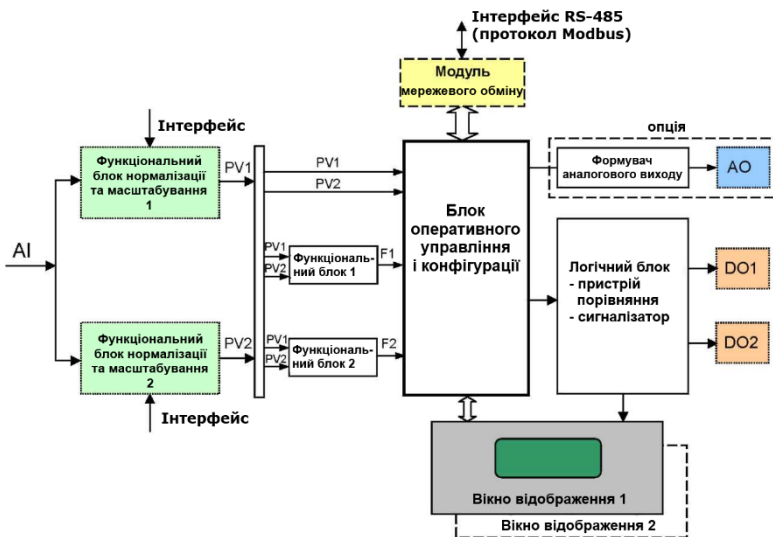 Інтерфейс RS-485
(протокол Modbus)
Модуль
мережевого обміну
Інтерфейс
Функціональний
блок нормалізації
та масштабування
1
PV1
PV1
PV2
опція
Формувач
аналогового виходу
AO
Блок
оперативного
управління
і конфігурації
AI
PV1
PV2
Функціональ-
ний блок 1
F1
Логічний блок
- пристрій
порівняння
- сигналізатор
DO1
DO2
Функціональний
блок нормалізації
та масштабування
2
PV2
PV1
PV2
Функціональ-
ний блок 2
F2
Інтерфейс
Вікно відображення 1
Вікно відображення 2